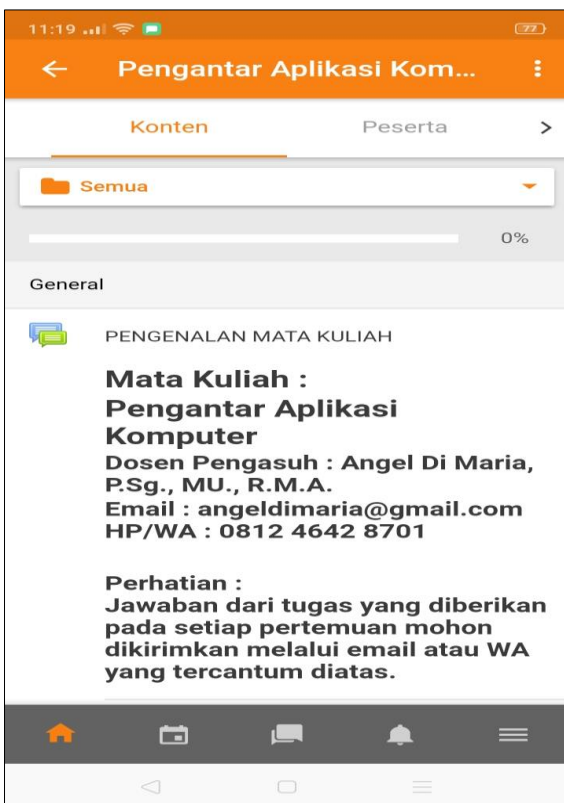 11:19
77
Pengantar Aplikasi Kom...
Konten
Peserta
Semua
0%
General
PENGENALAN MATA KULIAH
Mata Kuliah :
Pengantar Aplikasi
Komputer
Dosen Pengasuh : Angel Di Maria,
P.Sg., MU., R.M.A.
Email : angeldimaria@gmail.com
HP/WA : 0812 4642 8701
Perhatian :
Jawaban dari tugas yang diberikan
pada setiap pertemuan mohon
dikirimkan melalui email atau WA
yang tercantum diatas.